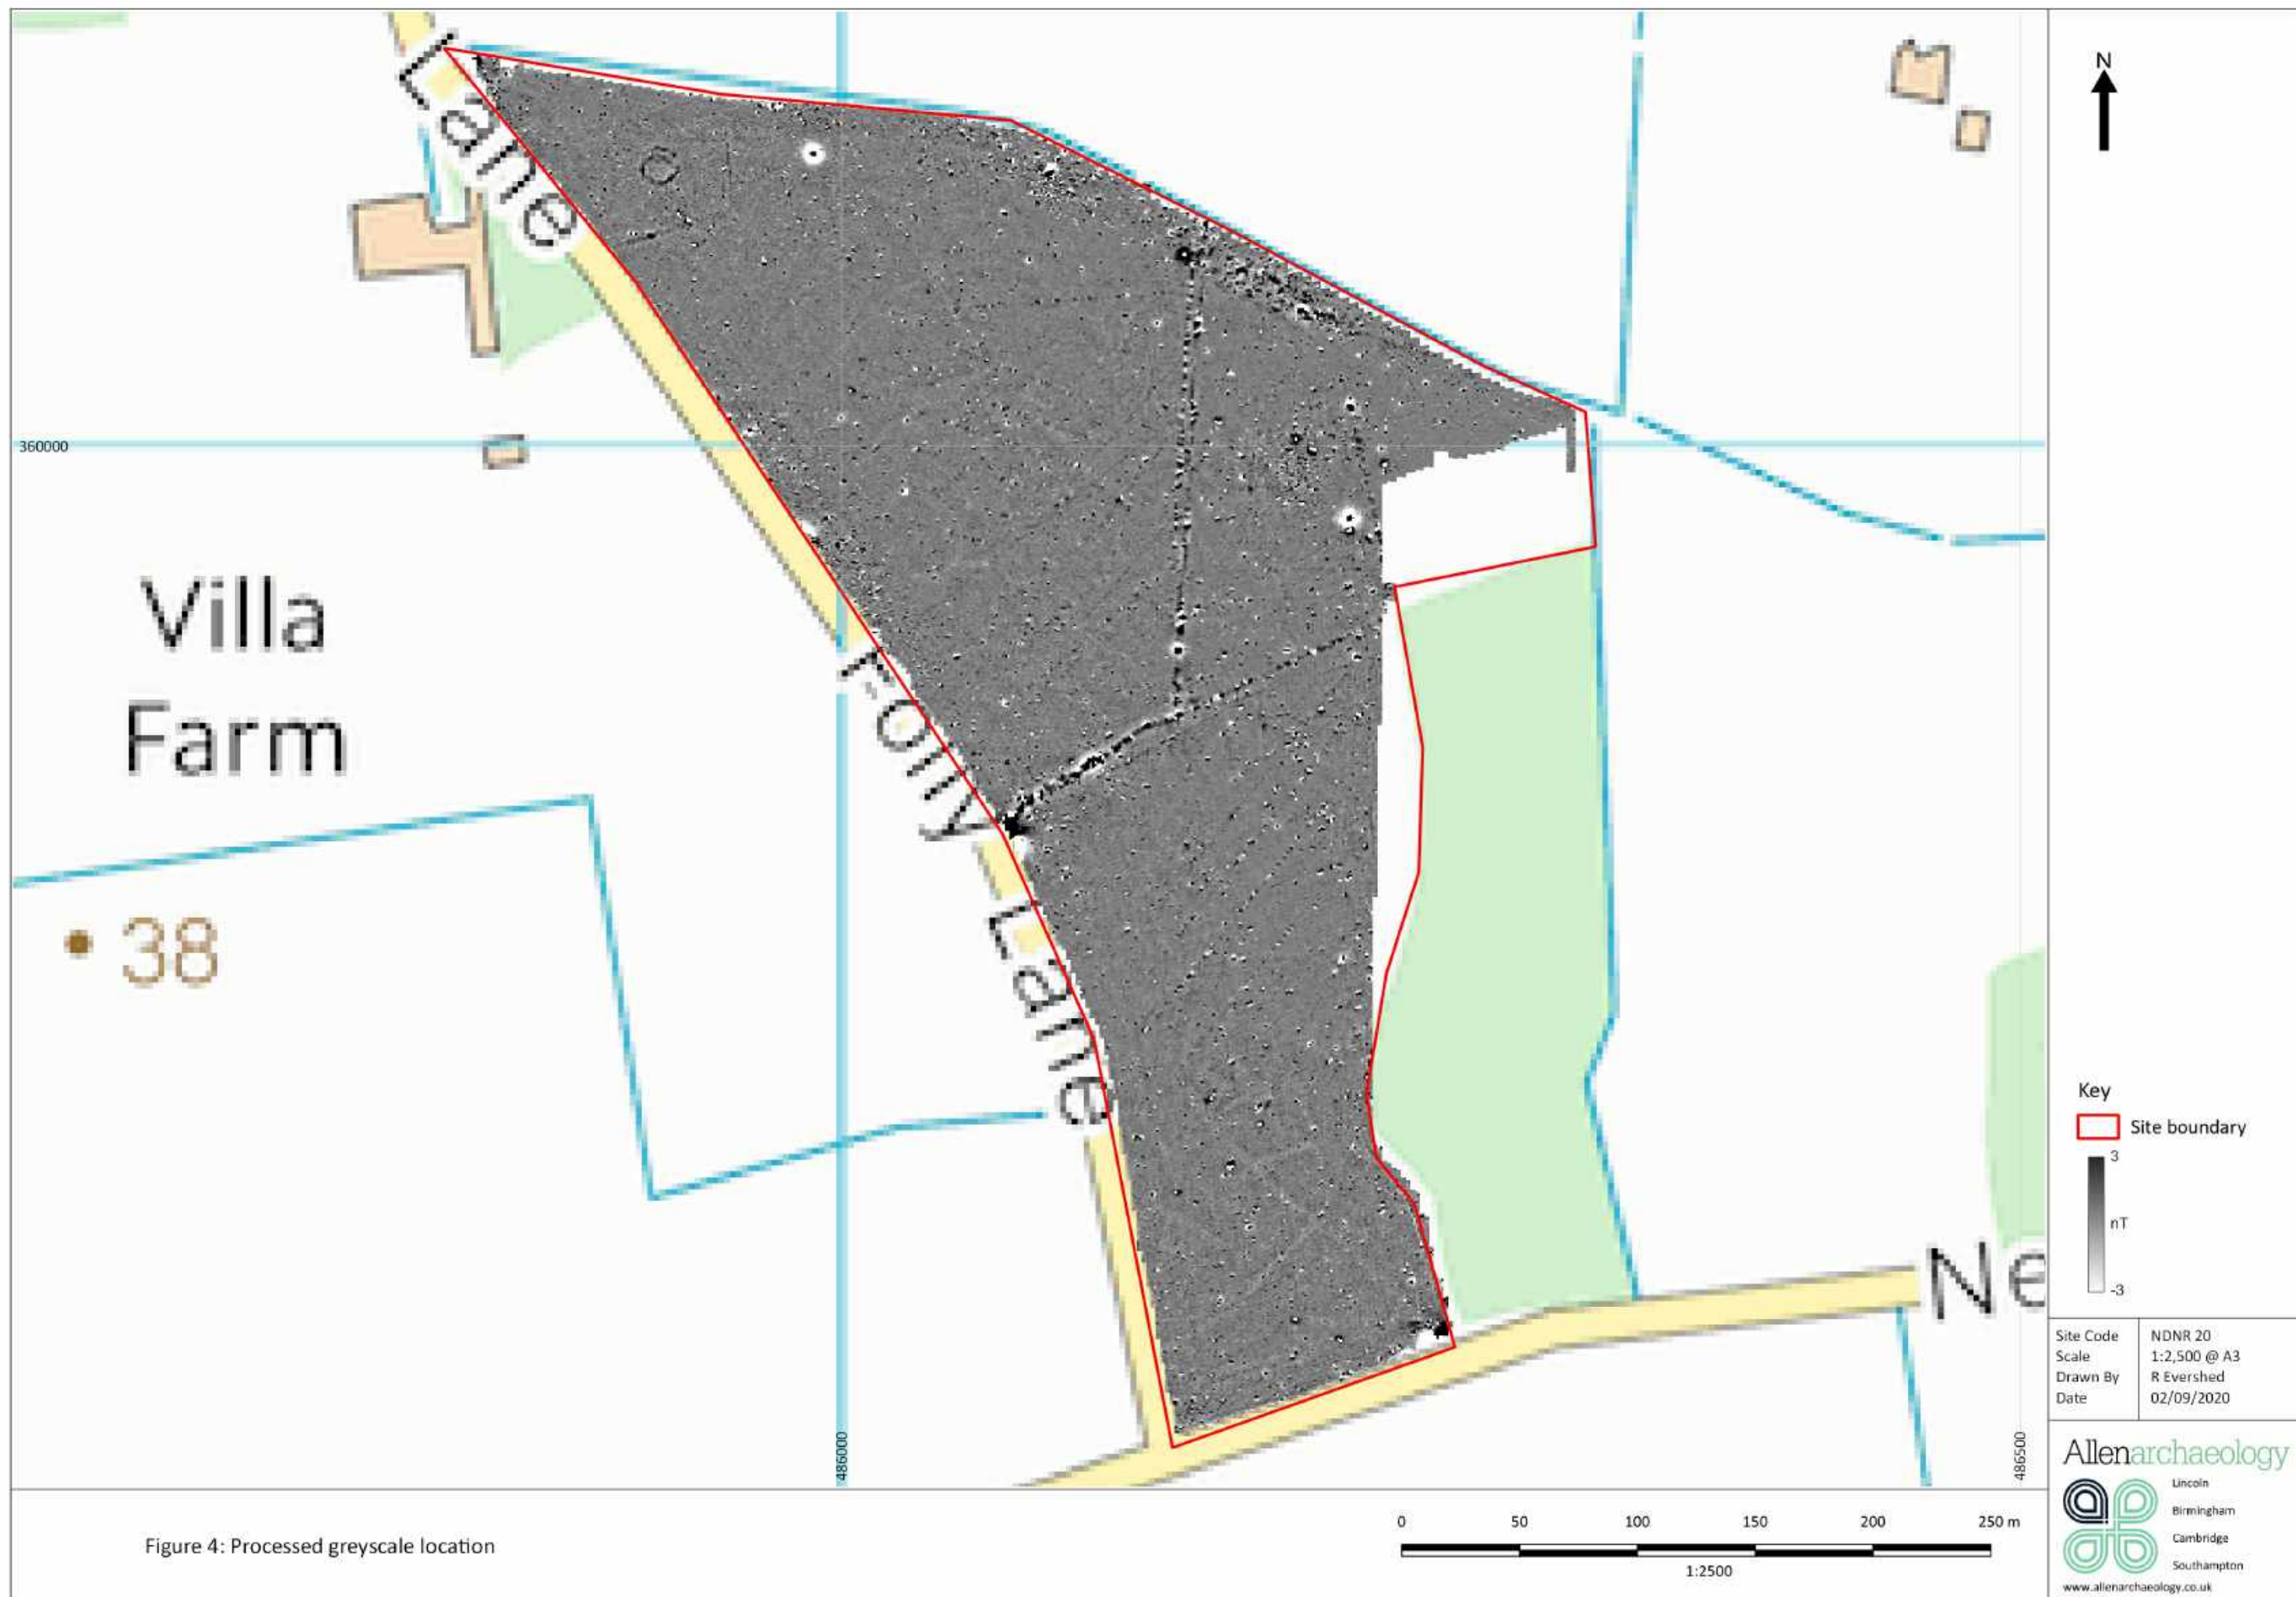 Lane
N
360000
Villa
Farm
Folly
Lane
38
Ne
486000
486500
Key
Site boundary
3
nT
-3
Site Code NDNR 20
Scale 1:2,500 @ A3
Drawn By R Evershed
Date 02/09/2020
Allenarchaeology
Lincoln
Birmingham
Cambridge
Southampton
www.allenarchaeology.co.uk
Figure 4: Processed greyscale location
0 50 100 150 200 250 m
1:2500